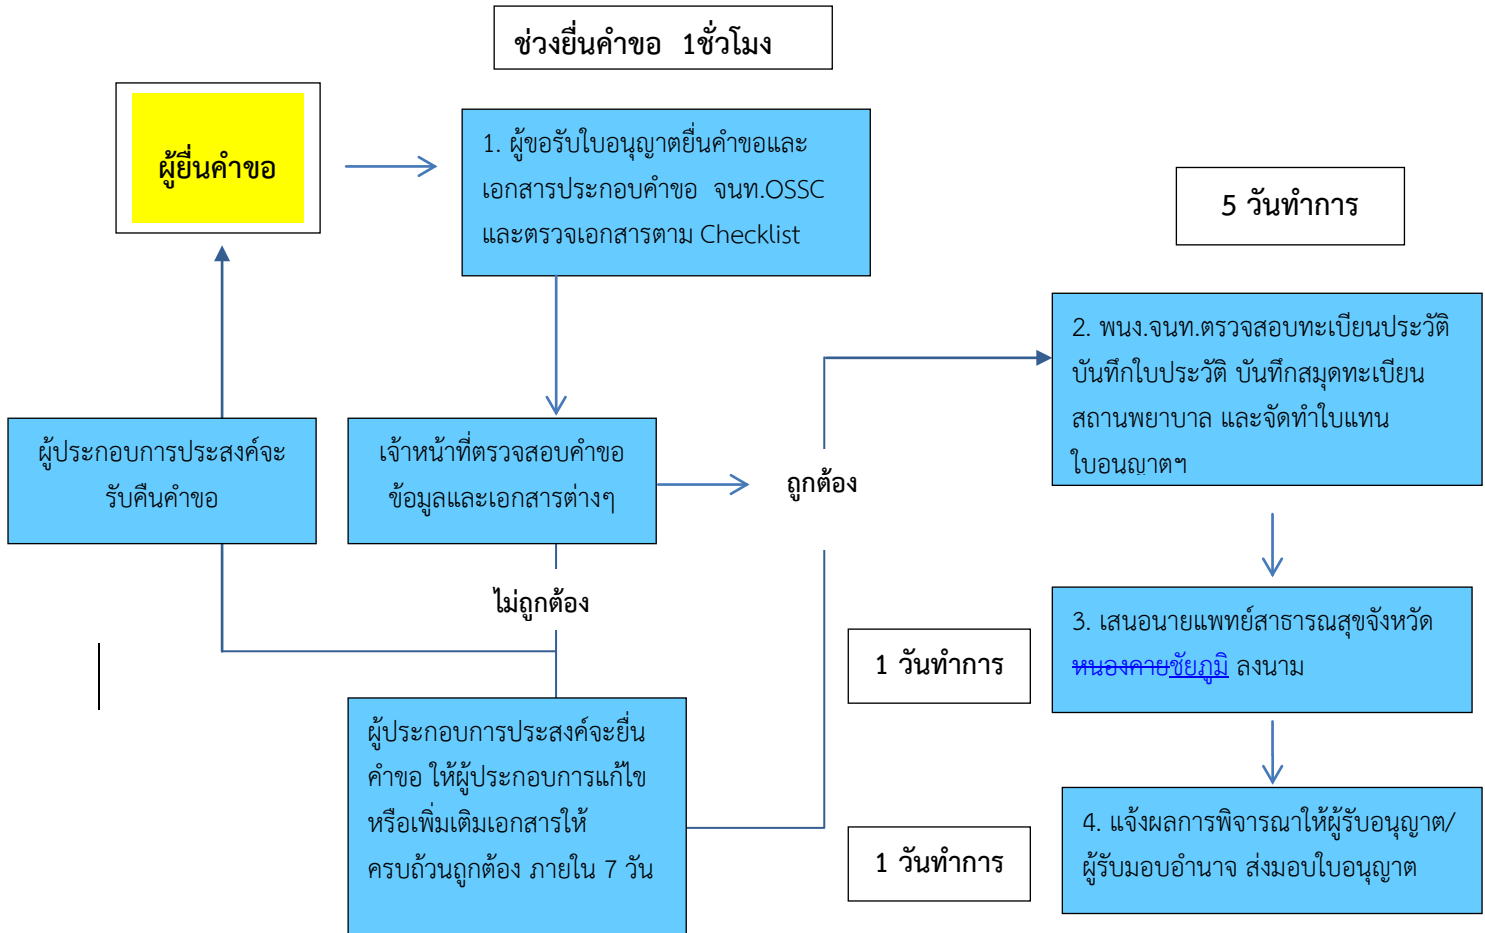 ช่วงยื่นคำขอ 1ชั่วโมง
ผู้ยื่นคำขอ
1. ผู้ขอรับใบอนุญาตยื่นคำขอและ
เอกสารประกอบคำขอ จนท.OSSC
และตรวจเอกสารตาม Checklist
5 วันทำการ
2. พนง.จนท.ตรวจสอบทะเบียนประวัติ
บันทึกใบประวัติ บันทึกสมุดทะเบียน
สถานพยาบาล และจัดทำใบแทน
ใบอนุญาตฯ
ผู้ประกอบการประสงค์จะ
รับคืนคำขอ
เจ้าหน้าที่ตรวจสอบคำขอ
ข้อมูลและเอกสารต่างๆ
ถูกต้อง
ไม่ถูกต้อง
1 วันทำการ
3. เสนอนายแพทย์สาธารณสุขจังหวัด
หนองคายชัยภูมิ ลงนาม
ผู้ประกอบการประสงค์จะยื่น
คำขอ ให้ผู้ประกอบการแก้ไข
หรือเพิ่มเติมเอกสารให้
ครบถ้วนถูกต้อง ภายใน 7 วัน
1 วันทำการ
4. แจ้งผลการพิจารณาให้ผู้รับอนุญาต/
ผู้รับมอบอำนาจ ส่งมอบใบอนุญาต